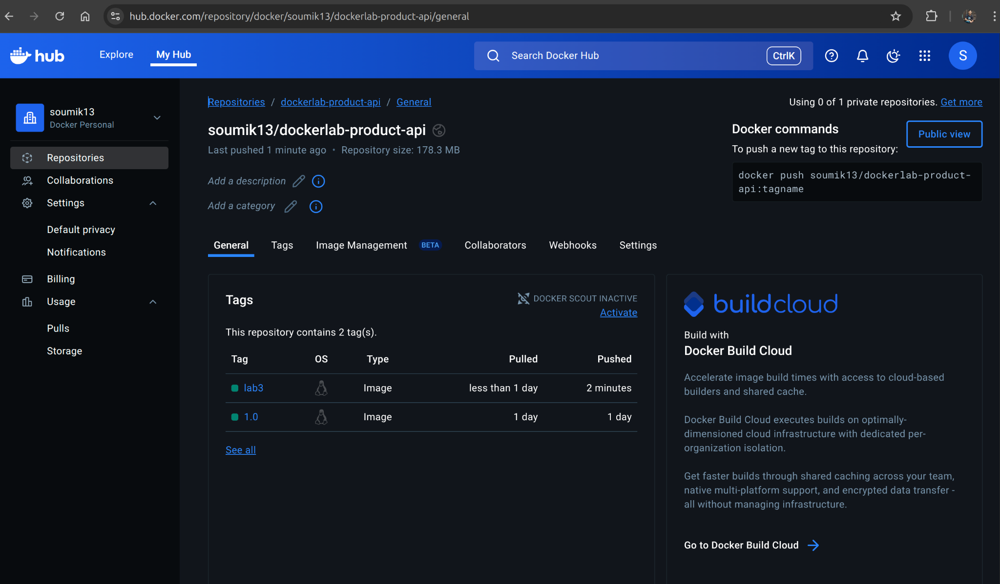 hub.docker.com/repository/docker/soumik13/dockerlab-product-api/general
hub
Explore
My Hub
Search Docker Hub
CtrlK
S
soumik13
Docker Personal
Repositories
Collaborations
Settings
Default privacy
Notifications
Billing
Usage
Pulls
Storage
Repositories / dockerlab-product-api / General
Using 0 of 1 private repositories. Get more
soumik13/dockerlab-product-api
Last pushed 1 minute ago • Repository size: 178.3 MB
Add a description
Add a category
Docker commands
Public view
To push a new tag to this repository:
docker push soumik13/dockerlab-product-
api:tagname
General
Tags
Image Management BETA
Collaborators
Webhooks
Settings
Tags
DOCKER SCOUT INACTIVE
Activate
This repository contains 2 tag(s).
Tag OS Type Pulled Pushed
lab3 Image less than 1 day 2 minutes
1.0 Image 1 day 1 day
See all
buildcloud
Build with
Docker Build Cloud
Accelerate image build times with access to cloud-based
builders and shared cache.
Docker Build Cloud executes builds on optimally-
dimensioned cloud infrastructure with dedicated per-
organization isolation.
Get faster builds through shared caching across your team,
native multi-platform support, and encrypted data transfer -
all without managing infrastructure.
Go to Docker Build Cloud